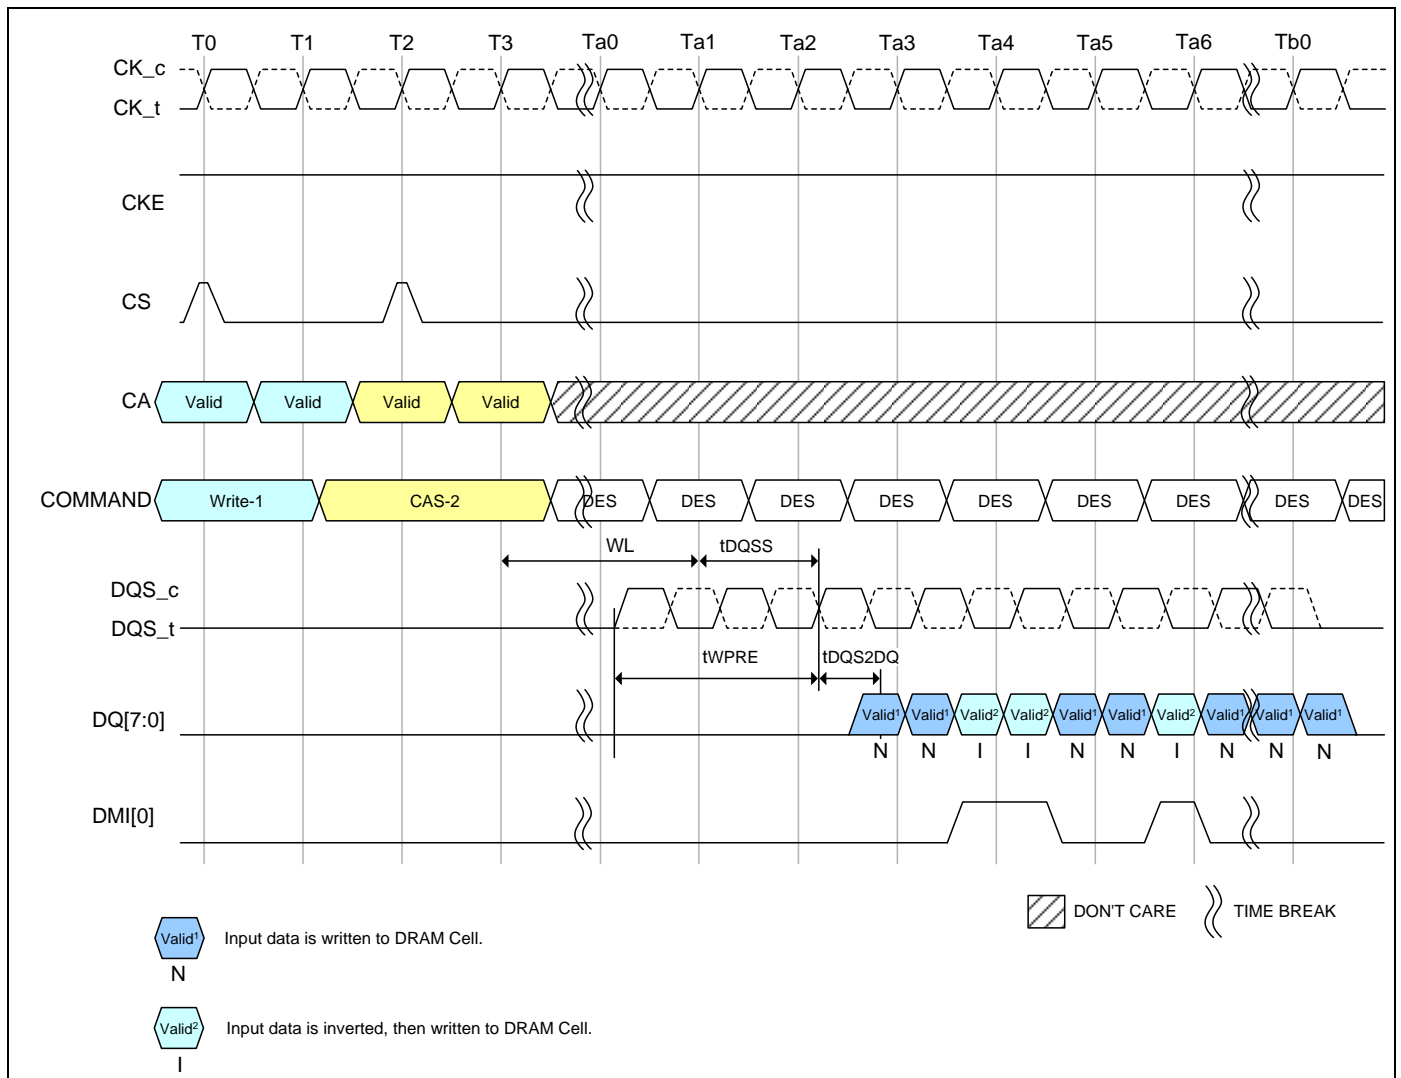 T0 T1 T2 T3 Ta0 Ta1 Ta2 Ta3 Ta4 Ta5 Ta6 Tb0
CK_c
CK_t
CKE
CS
CA Valid Valid Valid Valid
COMMAND Write-1 CAS-2 DES DES DES DES DES DES DES DES DES
WL tDQSS
DQS_c
DQS_t
tWPRE tDQS2DQ
DQ[7:0] Valid¹ Valid¹ Valid² Valid² Valid¹ Valid¹ Valid² Valid¹ Valid¹ Valid¹
N N I I N N I N N N
DMI[0]
DON'T CARE TIME BREAK
Valid¹ Input data is written to DRAM Cell.
N
Valid² Input data is inverted, then written to DRAM Cell.
I